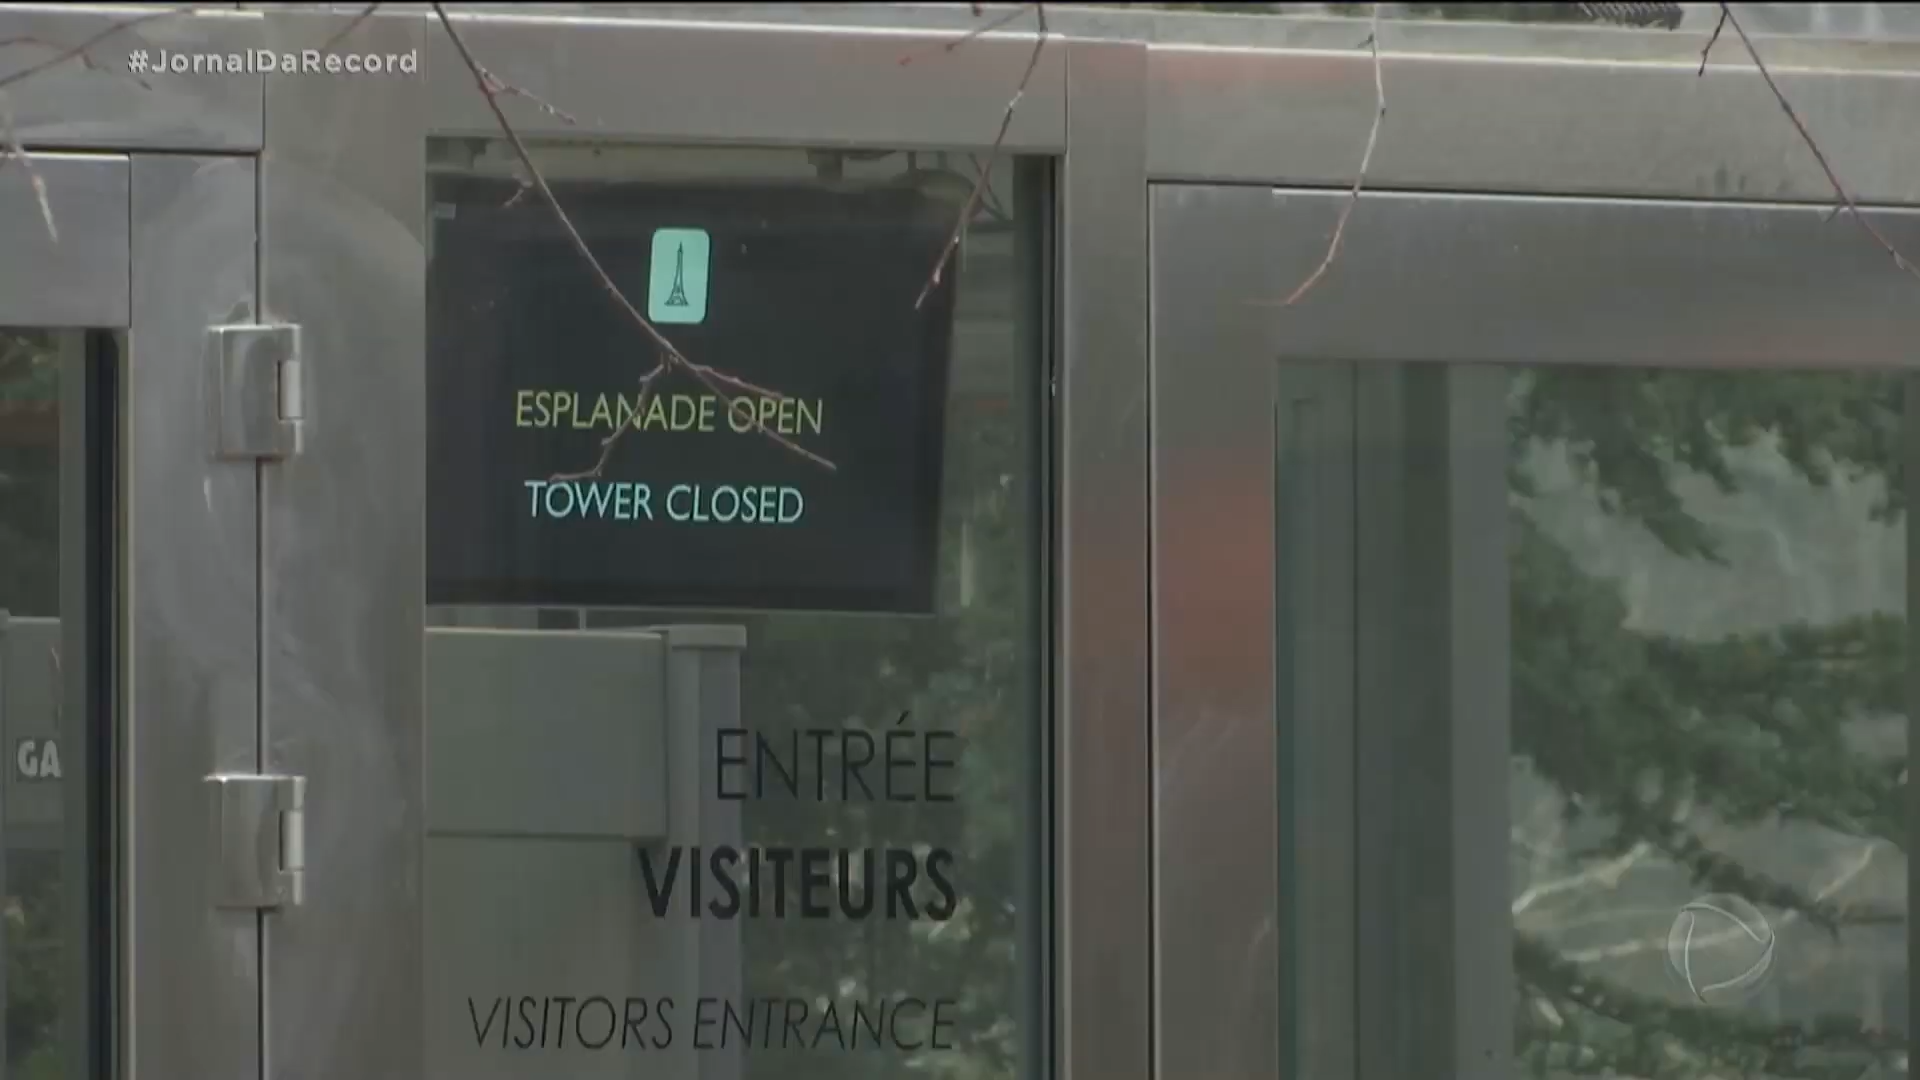 #JornalDaRecord
ESPLANADE OPEN
TOWER CLOSED
GA
ENTRÉE
VISITEURS
VISITORS ENTRANCE